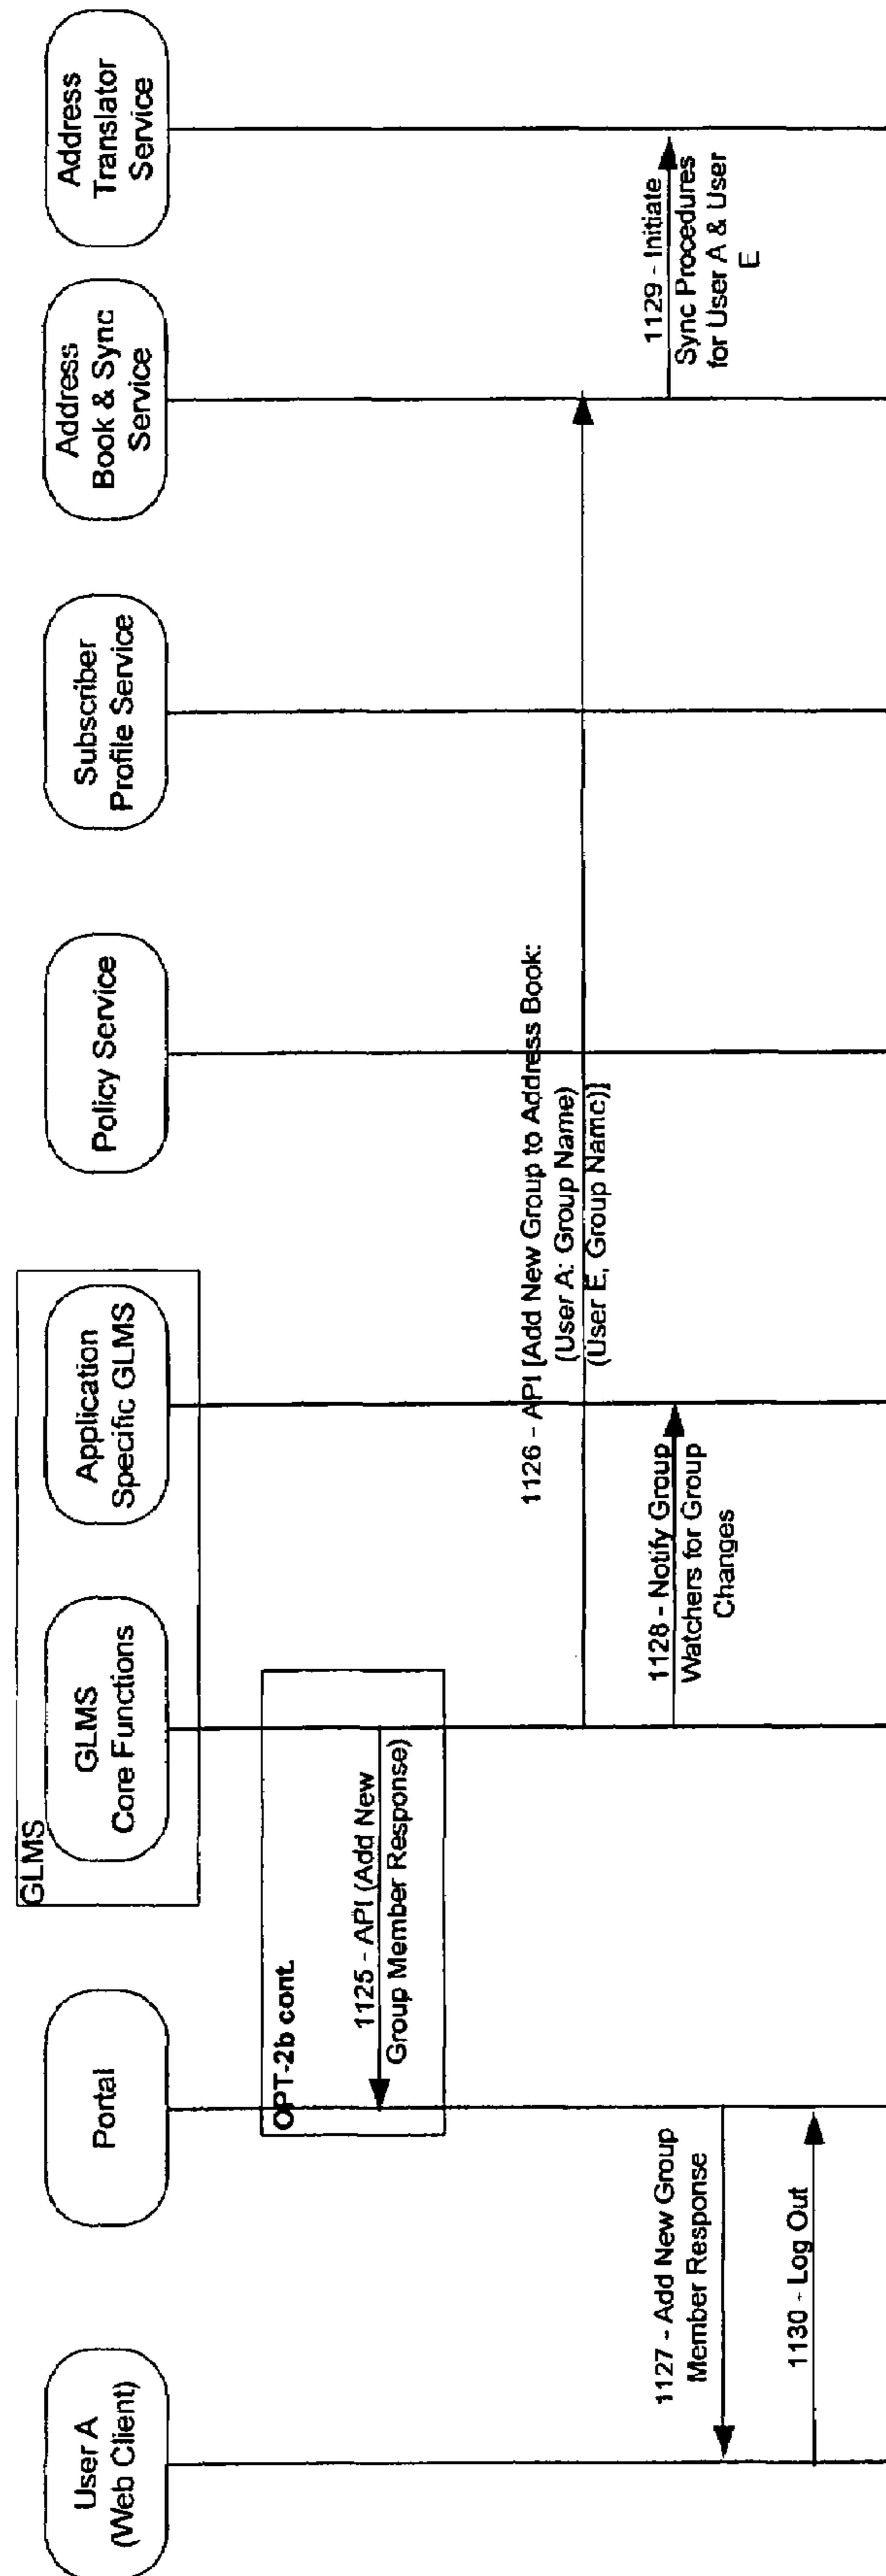 User A
(Web Client)
Portal
GLMS
GLMS
Core Functions
Application
Specific GLMS
Policy Service
Subscriber
Profile Service
Address
Book & Sync
Service
Address
Translator
Service
OPT-2b cont.
1125 - API (Add New
Group Member Response)
1126 - API [Add New Group to Address Book:
(User A: Group Name)
(User E, Group Name)]
1127 - Add New Group
Member Response
1128 - Notify Group
Watchers for Group
Changes
1129 - Initiate
Sync Procedures
for User A & User
E
1130 - Log Out